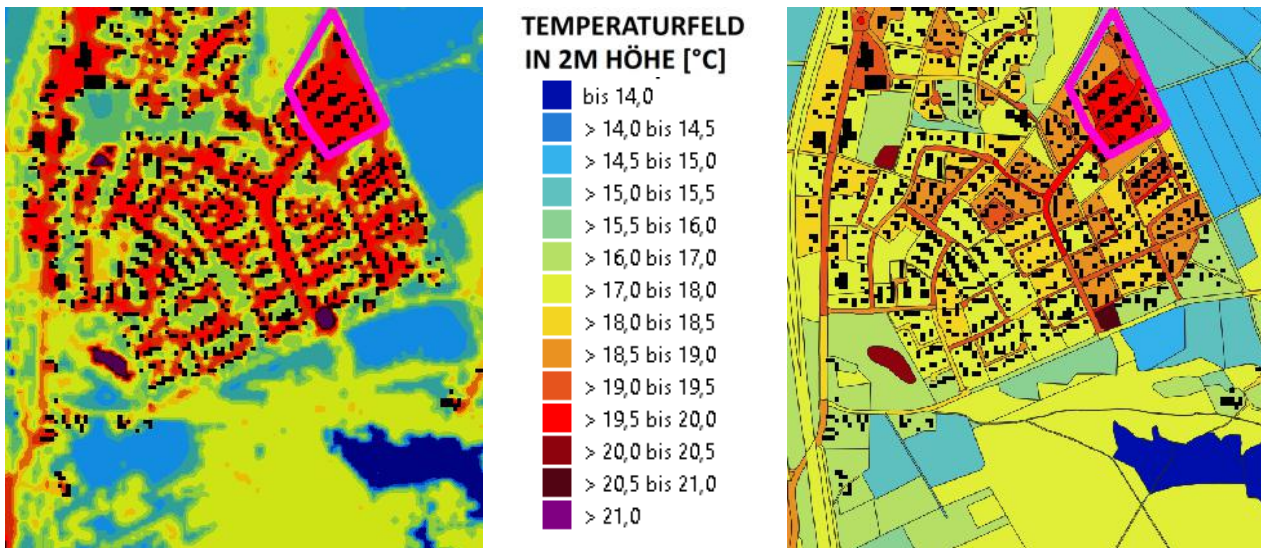 TEMPERATURFELD
IN 2M HÖHE [°C]
bis 14,0
> 14,0 bis 14,5
> 14,5 bis 15,0
> 15,0 bis 15,5
> 15,5 bis 16,0
> 16,0 bis 17,0
> 17,0 bis 18,0
> 18,0 bis 18,5
> 18,5 bis 19,0
> 19,0 bis 19,5
> 19,5 bis 20,0
> 20,0 bis 20,5
> 20,5 bis 21,0
> 21,0